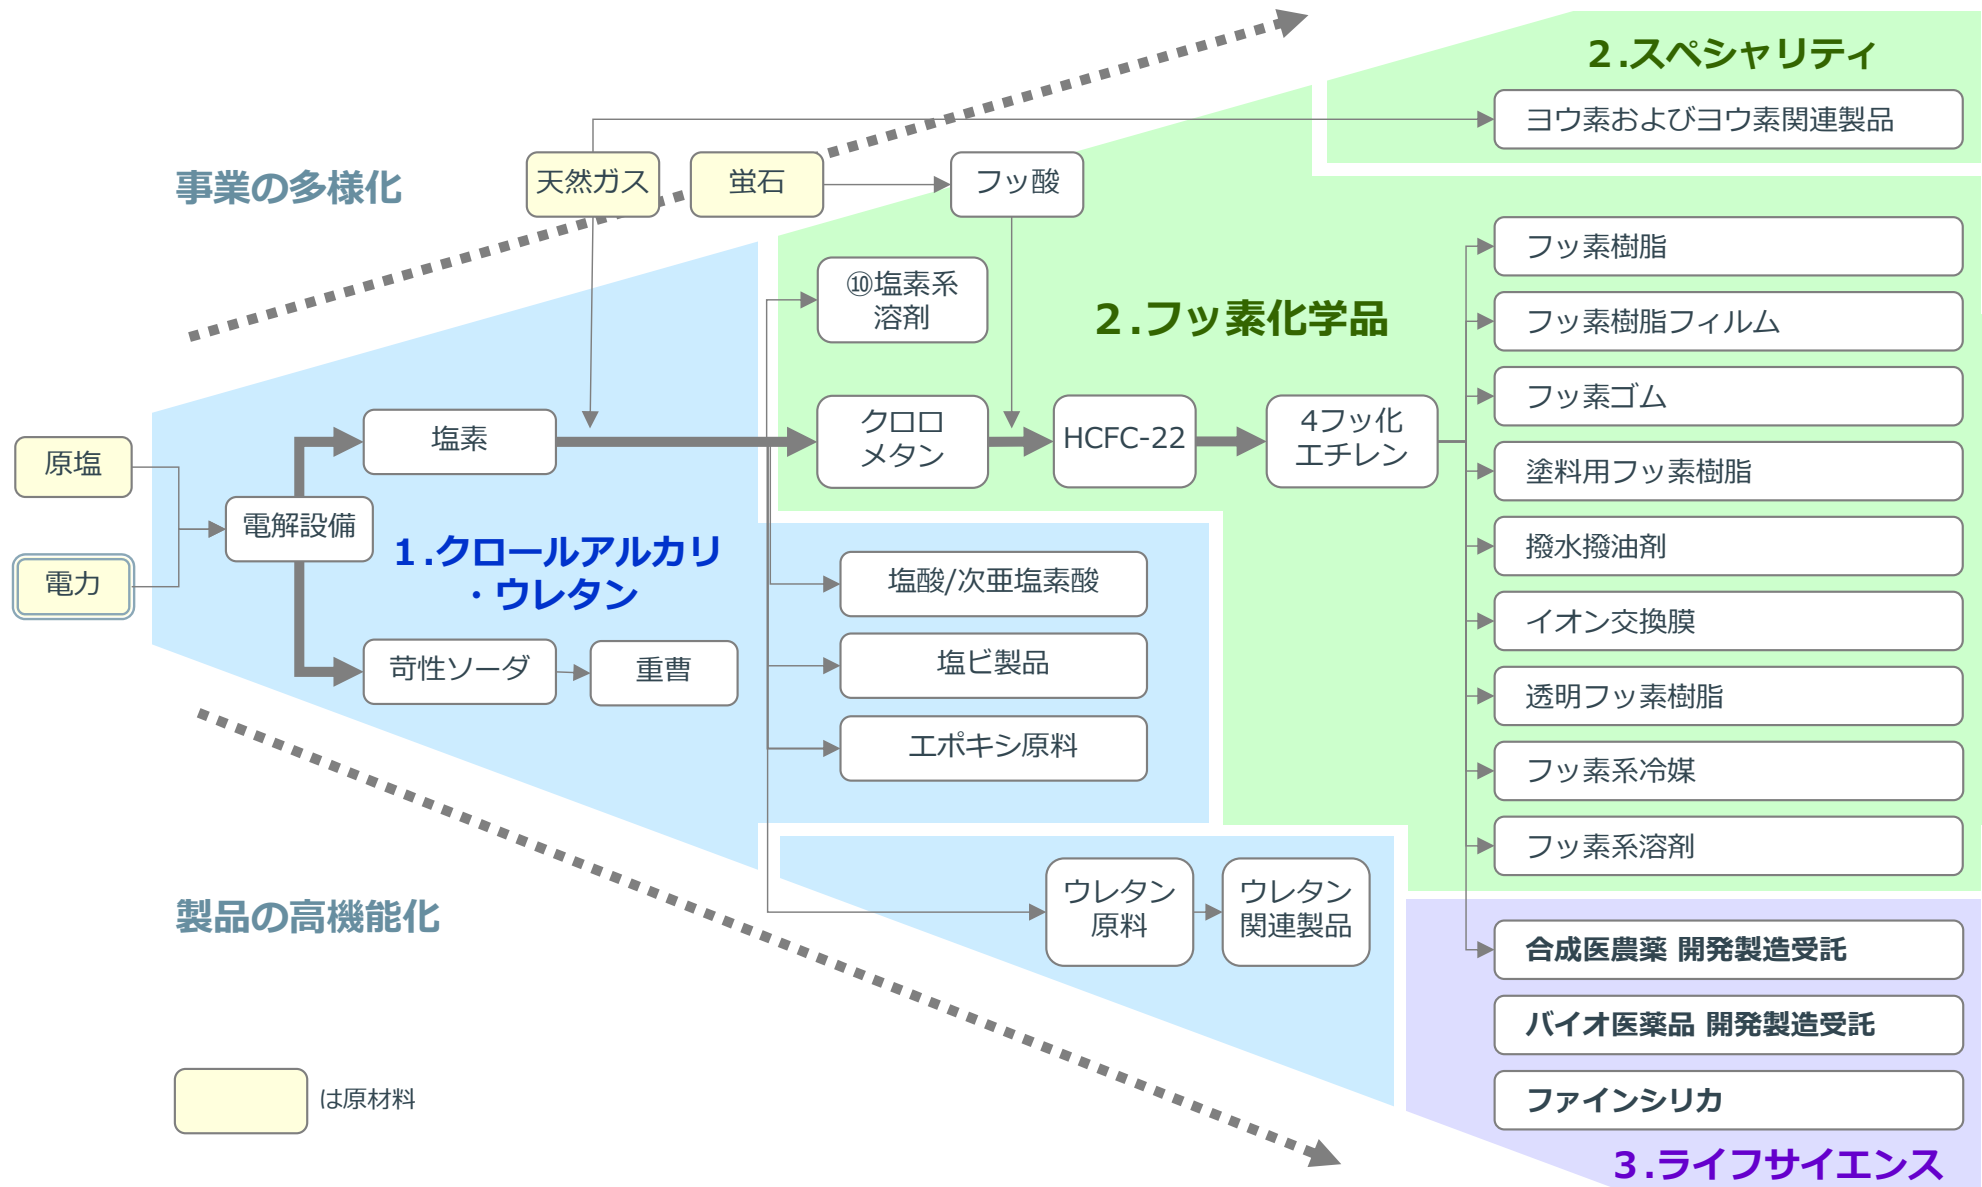 ２.スペシャリティ
ヨウ素およびヨウ素関連製品
事業の多様化
天然ガス
蛍石
フッ酸
⑩塩素系
溶剤
２.フッ素化学品
フッ素樹脂
フッ素樹脂フィルム
フッ素ゴム
塗料用フッ素樹脂
撥水撥油剤
イオン交換膜
透明フッ素樹脂
フッ素系冷媒
フッ素系溶剤
原塩
電力
電解設備
塩素
クロロ
メタン
HCFC-22
4フッ化
エチレン
１.クロールアルカリ
・ウレタン
苛性ソーダ
重曹
塩酸/次亜塩素酸
塩ビ製品
エポキシ原料
ウレタン
原料
ウレタン
関連製品
製品の高機能化
合成医農薬 開発製造受託
バイオ医薬品 開発製造受託
ファインシリカ
３.ライフサイエンス
は原材料